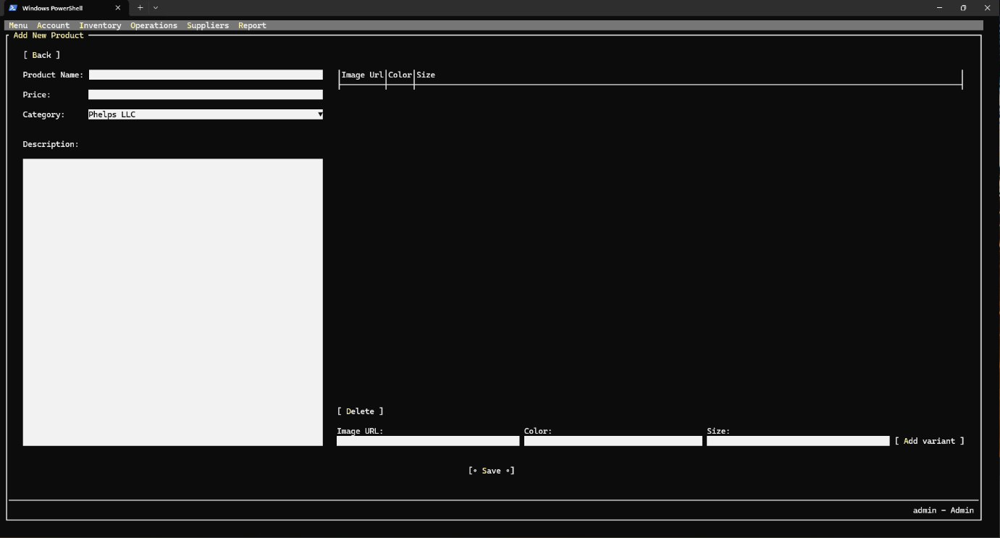 Windows PowerShell
Menu Account Inventory Operations Suppliers Report
Add New Product
[ Back ]
Product Name:
Image Url Color Size
Price:
Category: Phelps LLC
Description:
[ Delete ]
Image URL: Color: Size:
[ Add variant ]
[∘ Save ∘]
admin - Admin